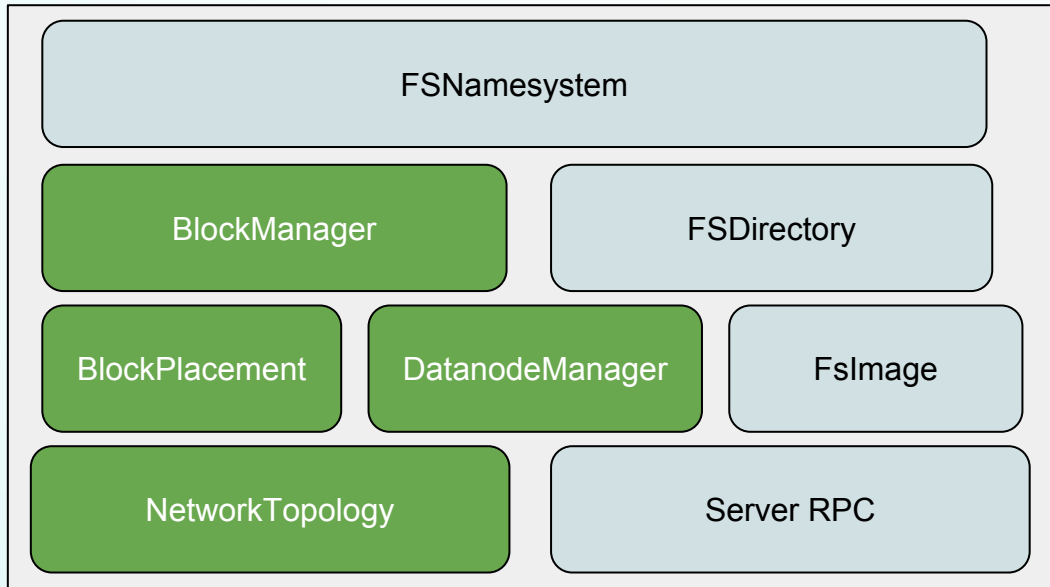 FSNamesystem
BlockManager
FSDirectory
BlockPlacement
DatanodeManager
FsImage
NetworkTopology
Server RPC